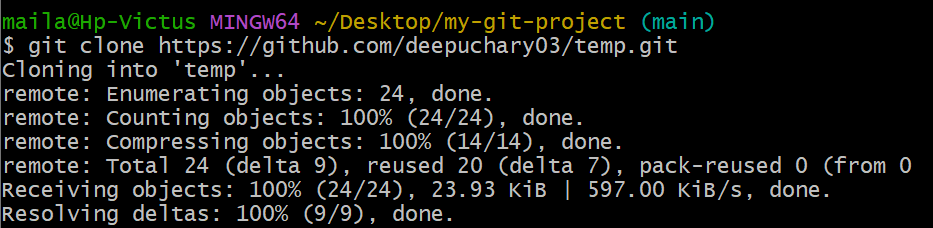 maila@Hp-Victus MINGW64 ~/Desktop/my-git-project (main)
$ git clone https://github.com/deepuchary03/temp.git
Cloning into 'temp'...
remote: Enumerating objects: 24, done.
remote: Counting objects: 100% (24/24), done.
remote: Compressing objects: 100% (14/14), done.
remote: Total 24 (delta 9), reused 20 (delta 7), pack-reused 0 (from 0
Receiving objects: 100% (24/24), 23.93 KiB | 597.00 KiB/s, done.
Resolving deltas: 100% (9/9), done.